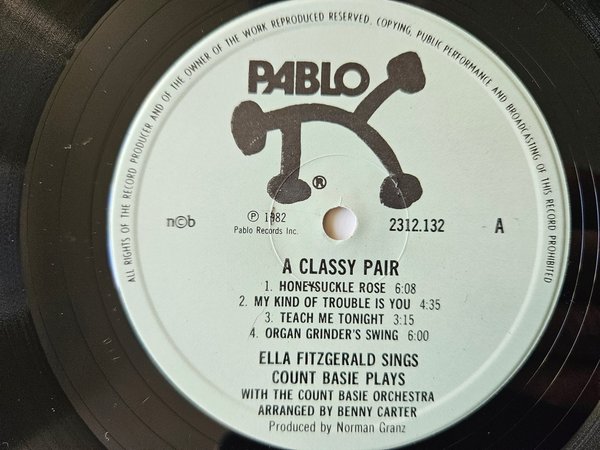 ALL RIGHTS OF THE RECORD PRODUCER AND OF THE OWNER OF THE WORK REPRODUCED RESERVED. COPYING, PUBLIC PERFORMANCE AND BROADCASTING OF THIS RECORD PROHIBITED
PABLO
®
n©b
Ⓟ 1982
Pablo Records Inc.
2312.132
A
A CLASSY PAIR
1. HONEYSUCKLE ROSE 6:08
2. MY KIND OF TROUBLE IS YOU 4:35
3. TEACH ME TONIGHT 3:15
4. ORGAN GRINDER'S SWING 6:00
ELLA FITZGERALD SINGS
COUNT BASIE PLAYS
WITH THE COUNT BASIE ORCHESTRA
ARRANGED BY BENNY CARTER
Produced by Norman Granz